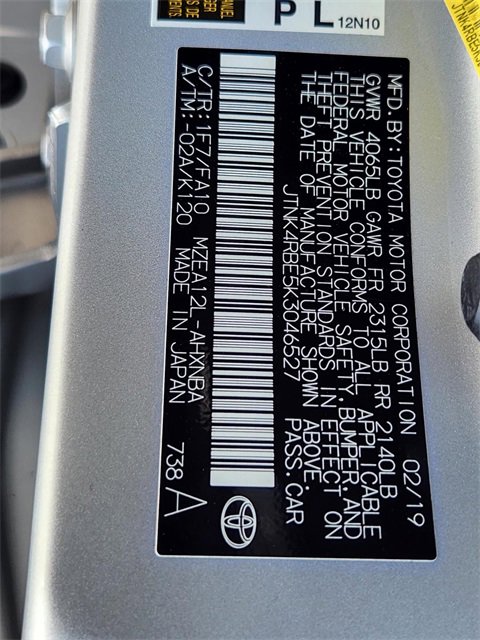 MFD.BY:TOYOTA MOTOR CORPORATION 02/19
GVWR 4065LB GAWR FR 2315LB RR 2140LB
THIS VEHICLE CONFORMS TO ALL APPLICABLE
FEDERAL MOTOR VEHICLE SAFETY,BUMPER,AND
THEFT PREVENTION STANDARDS IN EFFECT ON
THE DATE OF MANUFACTURE SHOWN ABOVE.
JTNK4RBE5K3046527 PASS.CAR
C/TR:1F7/FA10 MZEA12L-AHXNBA A
A/TM:-02A/K120 MADE IN JAPAN 738
P L 12N10